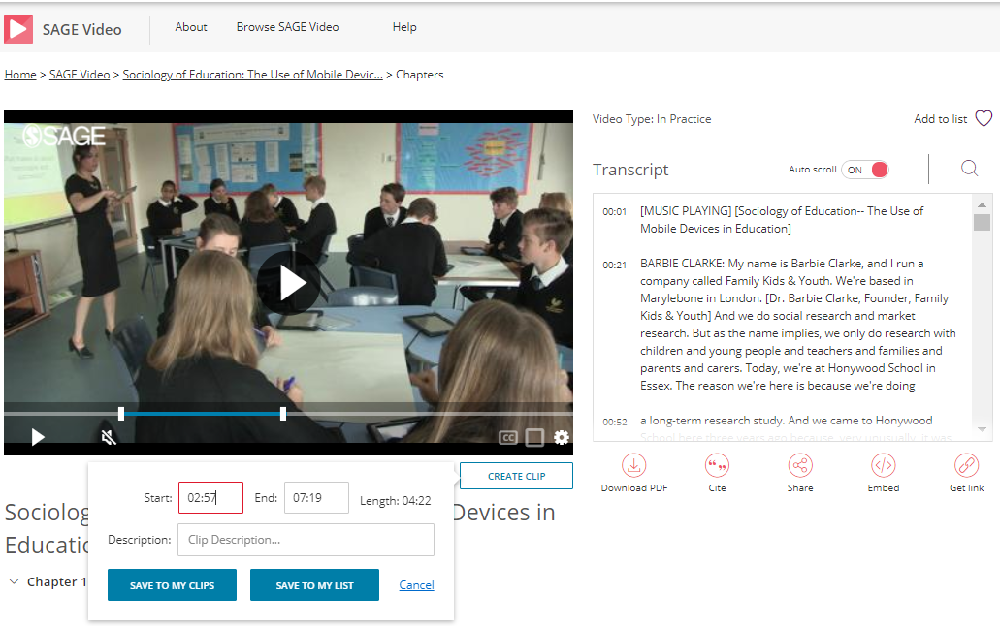 SAGE Video
About
Browse SAGE Video
Help
Home > SAGE Video > Sociology of Education: The Use of Mobile Devic... > Chapters
SAGE
CC
CREATE CLIP
Start: 02:57 End: 07:19 Length: 04:22
Description: Clip Description...
SAVE TO MY CLIPS SAVE TO MY LIST Cancel
Devices in
Chapter 1
Video Type: In Practice
Add to list
Transcript
Auto scroll ON
00:01 [MUSIC PLAYING] [Sociology of Education-- The Use of
Mobile Devices in Education]
00:21 BARBIE CLARKE: My name is Barbie Clarke, and I run a
company called Family Kids & Youth. We're based in
Marylebone in London. [Dr. Barbie Clarke, Founder, Family
Kids & Youth] And we do social research and market
research. But as the name implies, we only do research with
children and young people and teachers and families and
parents and carers. Today, we're at Honywood School in
Essex. The reason we're here is because we're doing
00:52 a long-term research study. And we came to Honywood
School here three years ago because, very unusually, it was
Download PDF
Cite
Share
Embed
Get link